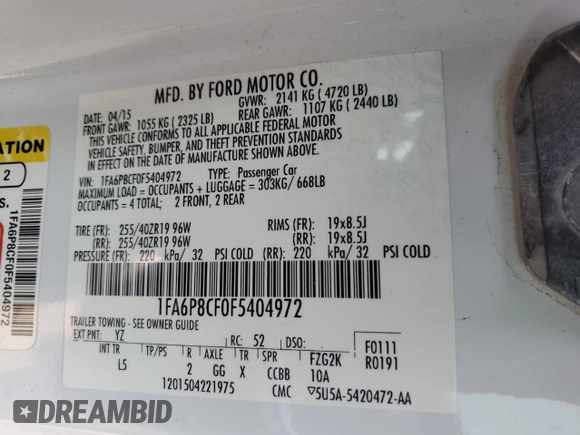 MFD. BY FORD MOTOR CO.
DATE: 04/15 GVWR: 2141 KG ( 4720 LB)
FRONT GAWR: 1055 KG ( 2325 LB) REAR GAWR: 1107 KG ( 2440 LB)
THIS VEHICLE CONFORMS TO ALL APPLICABLE FEDERAL MOTOR
VEHICLE SAFETY, BUMPER, AND THEFT PREVENTION STANDARDS
IN EFFECT ON THE DATE OF MANUFACTURE SHOWN ABOVE.
VIN: 1FA6P8CF0F5404972 TYPE: Passenger Car
MAXIMUM LOAD = OCCUPANTS + LUGGAGE = 303KG/ 668LB
OCCUPANTS = 4 TOTAL; 2 FRONT, 2 REAR
TIRE (FR): 255/40ZR19 96W RIMS (FR): 19x8.5J
(RR): 255/40ZR19 96W (RR): 19x8.5J
PRESSURE (FR): 220 kPa/ 32 PSI COLD (RR): 220 kPa/ 32 PSI COLD
1FA6P8CF0F5404972
TRAILER TOWING - SEE OWNER GUIDE
EXT PNT: YZ RC: 52 DSO: F0111
R0191
INT TR TP/PS R AXLE TR SPR FZG2K
L5 2 GG X CCBB 10A
1201504221975 CMC ▽5U5A-5420472-AA
ATION
2
S.
1FA6P8CF0F5404972
© 2026 BIDHISTORY
EASTBIDCARS